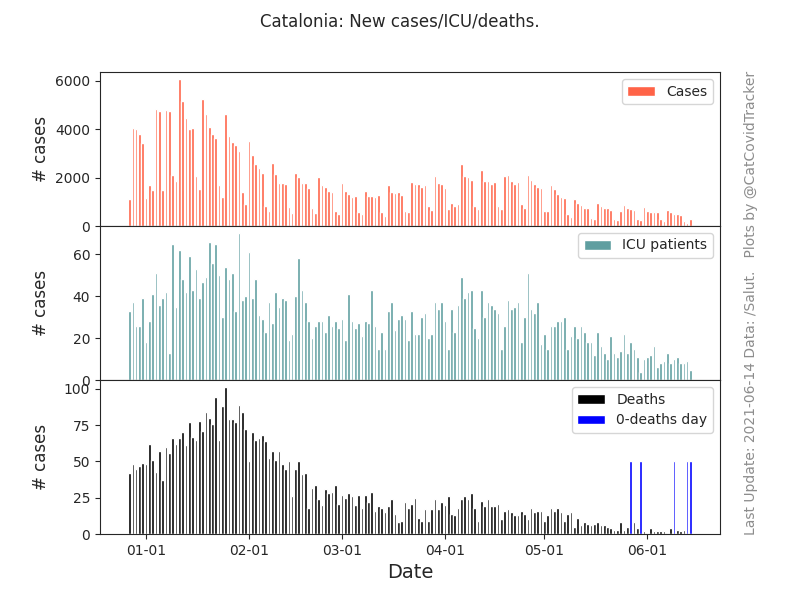 Catalonia: New cases/ICU/deaths.
6000
4000
2000
0
# cases
Cases
60
40
20
0
# cases
ICU patients
100
75
50
25
0
# cases
Deaths
0-deaths day
01-01
02-01
03-01
04-01
05-01
06-01
Date
Last Update: 2021-06-14 Data: /Salut.   Plots by @CatCovidTracker